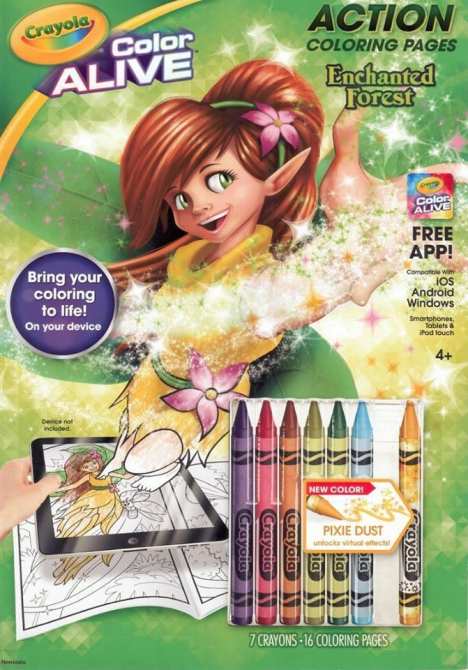 Crayola
Color
ALIVE™
ACTION
COLORING PAGES
Enchanted
Forest
Crayola
Color
ALIVE
FREE
APP!
Compatible With
iOS
Android
Windows
Smartphones,
Tablets &
iPod touch
4+
Bring your
coloring
to life!
On your device
Device not
included.
NEW COLOR!
PIXIE DUST
unlocks virtual effects!
Crayola
Crayola
Crayola
Crayola
Crayola
Crayola
Crayola
7 CRAYONS • 16 COLORING PAGES